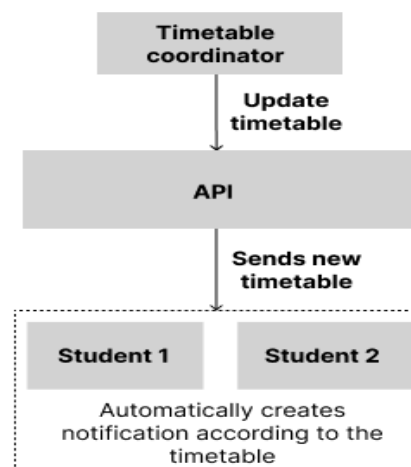 Timetable
coordinator
Update
timetable
API
Sends new
timetable
Student 1
Student 2
Automatically creates
notification according to the
timetable